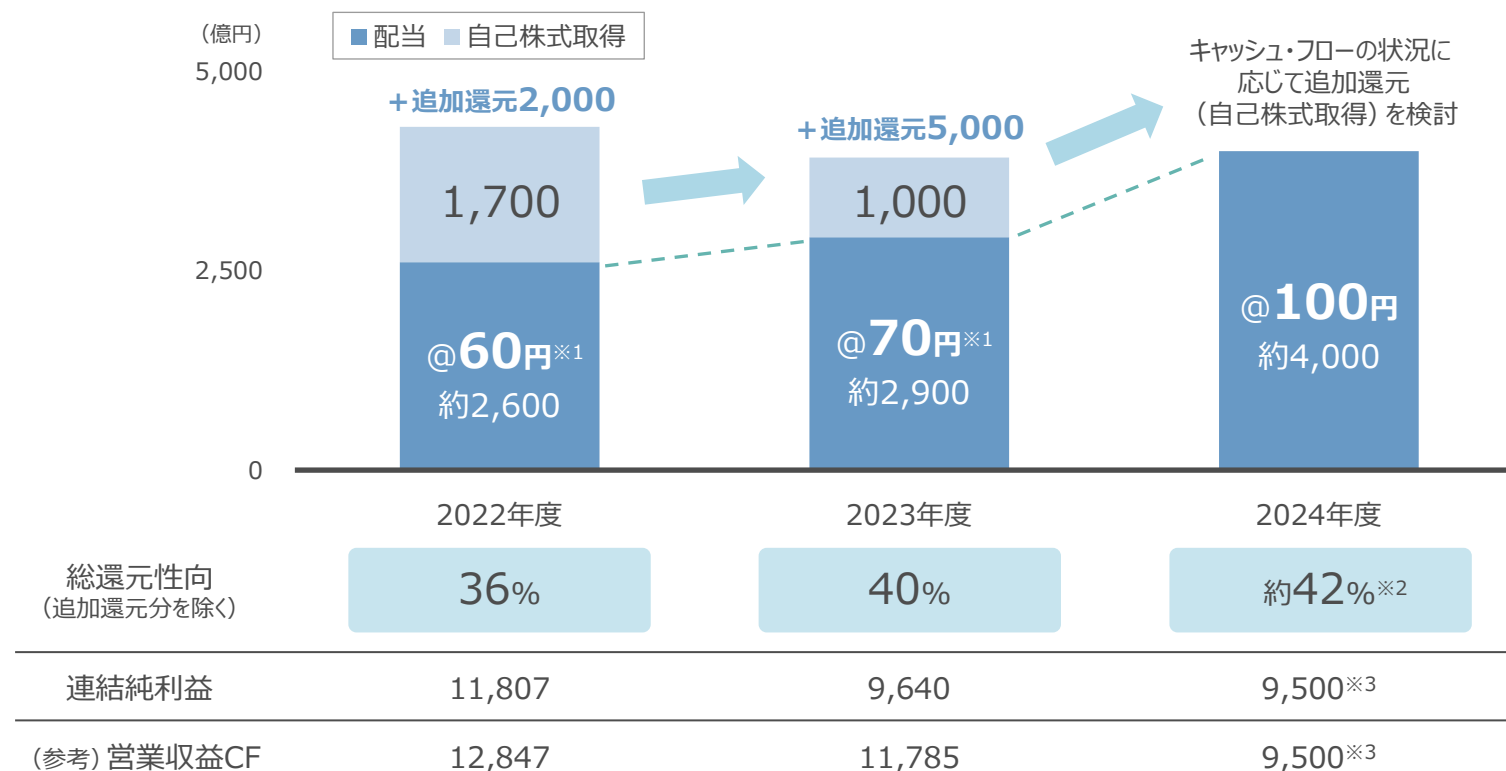 （億円）
■配当 ■自己株式取得
5,000
2,500
0
＋追加還元2,000
1,700
@60円※1
約2,600
＋追加還元5,000
1,000
@70円※1
約2,900
キャッシュ・フローの状況に
応じて追加還元
（自己株式取得）を検討
@100円
約4,000
2022年度 2023年度 2024年度
総還元性向
（追加還元分を除く）
36% 40% 約42%※2
連結純利益 11,807 9,640 9,500※3
（参考）営業収益CF 12,847 11,785 9,500※3